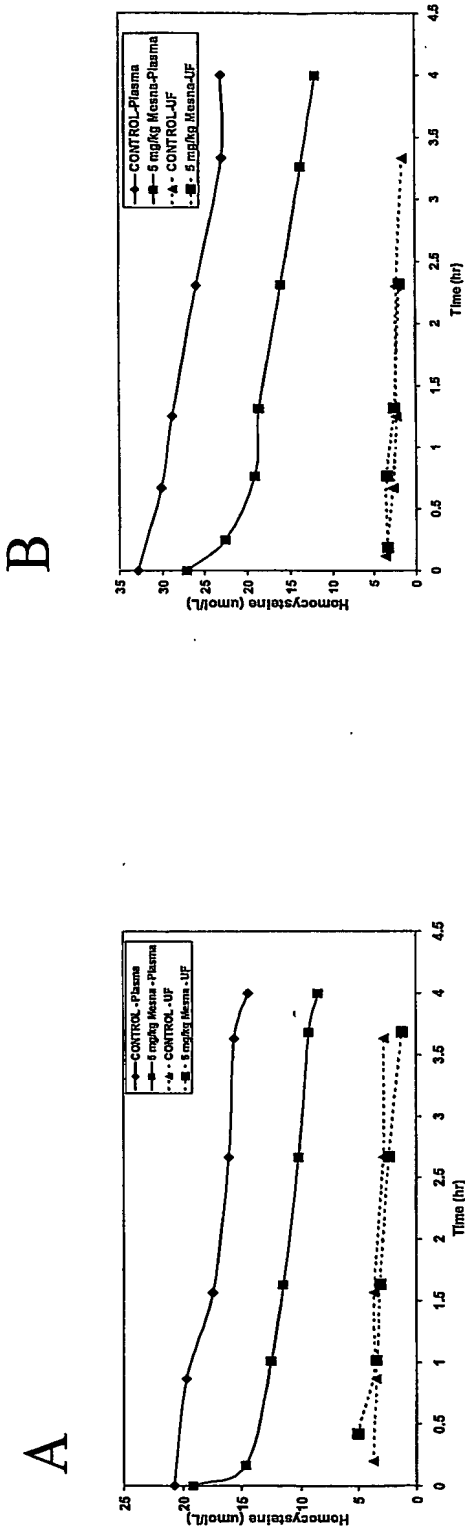 A
25
20
15
10
5
0
Homocysteine (umol/L)
0
0.5
1
1.5
2
2.5
3
3.5
4
4.5
Time (hr)
CONTROL - Plasma
5 mg/kg Mesna - Plasma
CONTROL - UF
5 mg/kg Mesna - UF
B
35
30
25
20
15
10
5
0
Homocysteine (umol/L)
0
0.5
1
1.5
2
2.5
3
3.5
4
4.5
Time (hr)
CONTROL-Plasma
5 mg/kg Mesna-Plasma
CONTROL-UF
5 mg/kg Mesna-UF